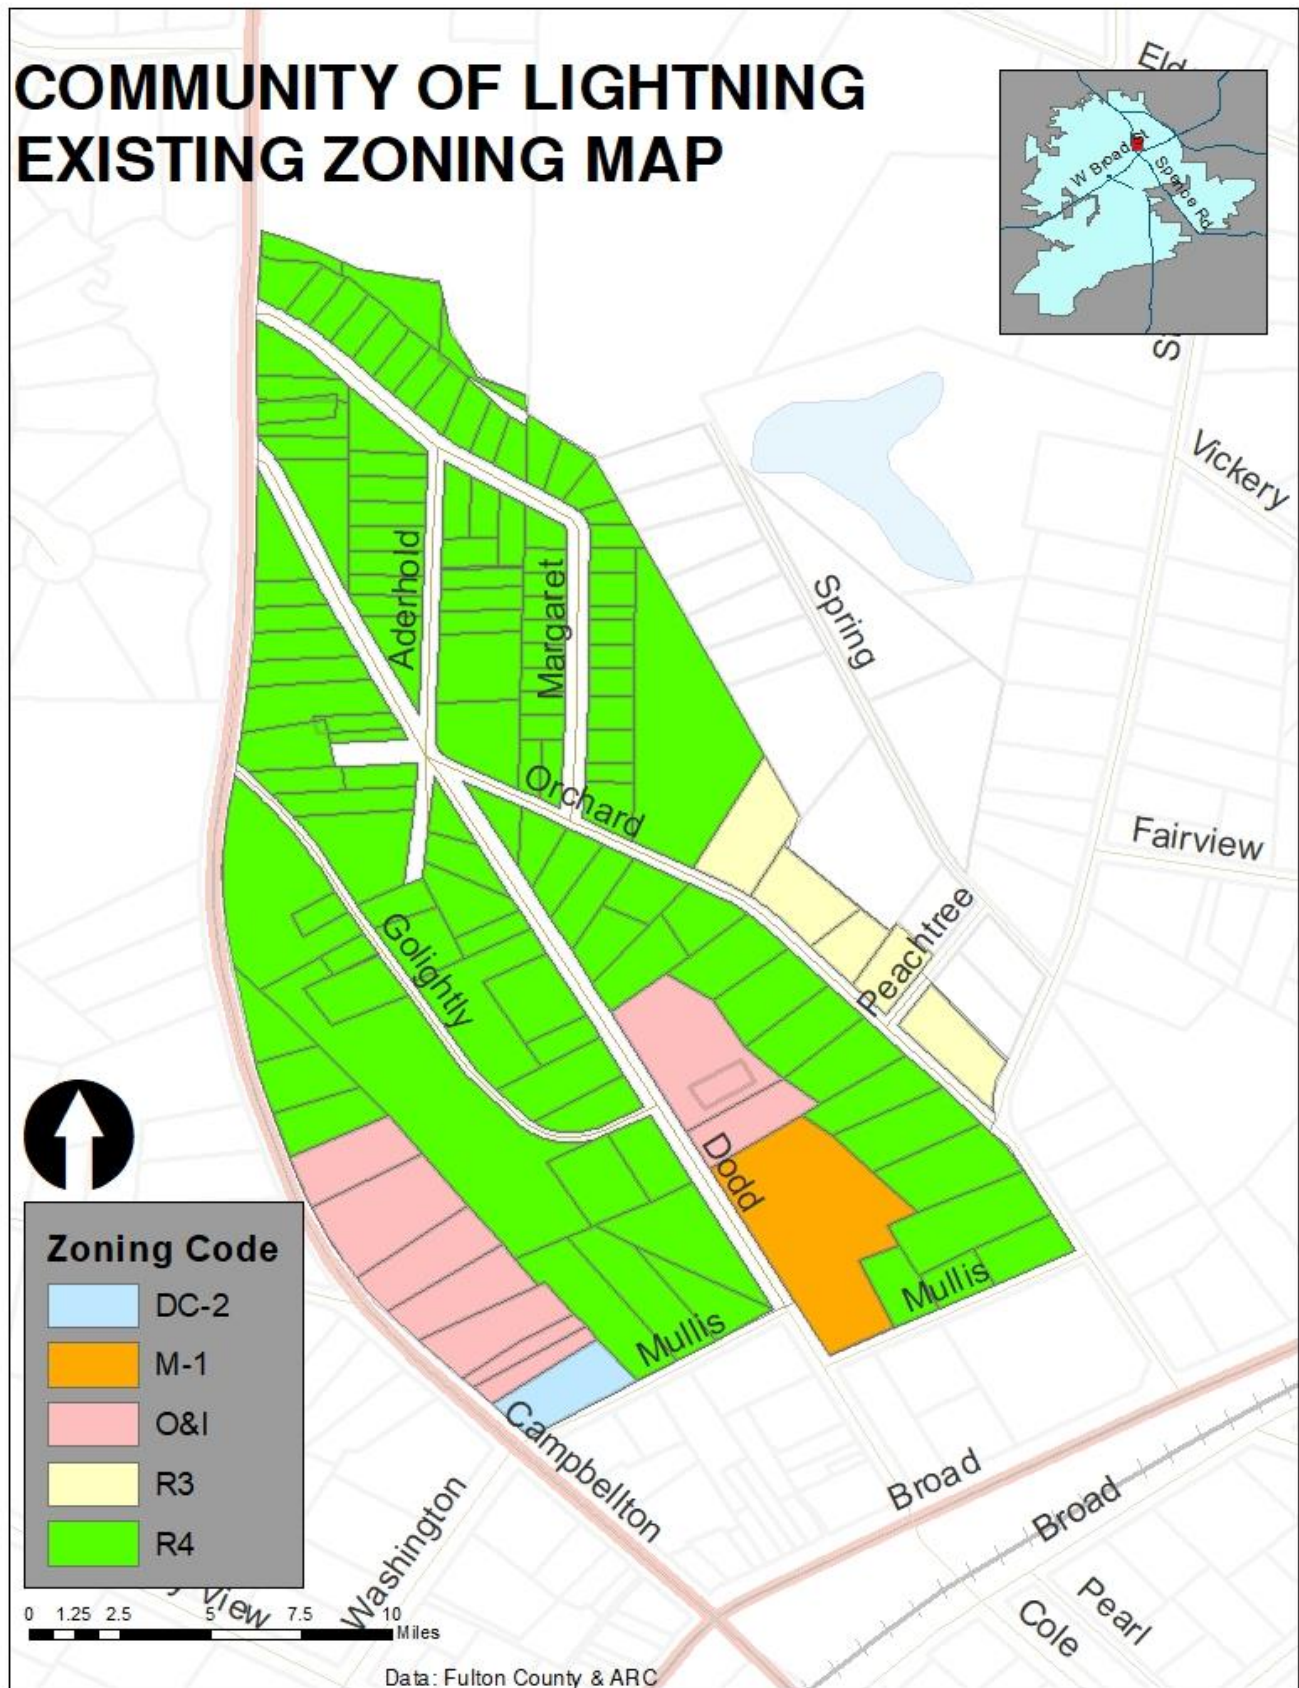 COMMUNITY OF LIGHTNING
EXISTING ZONING MAP
W Broad
Spence Rd
Vickery
Spring
Aderhold
Margaret
Orchard
Fairview
Peachtree
Golightly
Dodd
Mullis
Mullis
Campbellton
Washington
Broad
Broad
Pearl
Cole
View
Zoning Code
DC-2
M-1
O&I
R3
R4
0 1.25 2.5 5 7.5 10
Miles
Data: Fulton County & ARC